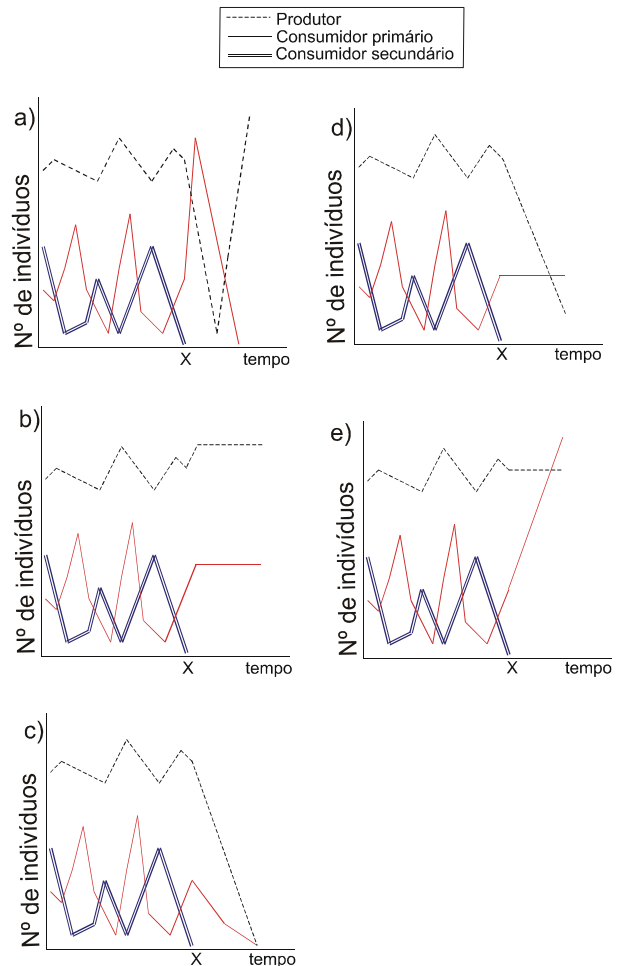 Produtor
Consumidor primário
Consumidor secundário
a)
Nº de indivíduos
X
tempo
d)
Nº de indivíduos
X
tempo
b)
Nº de indivíduos
X
tempo
e)
Nº de indivíduos
X
tempo
c)
Nº de indivíduos
X
tempo